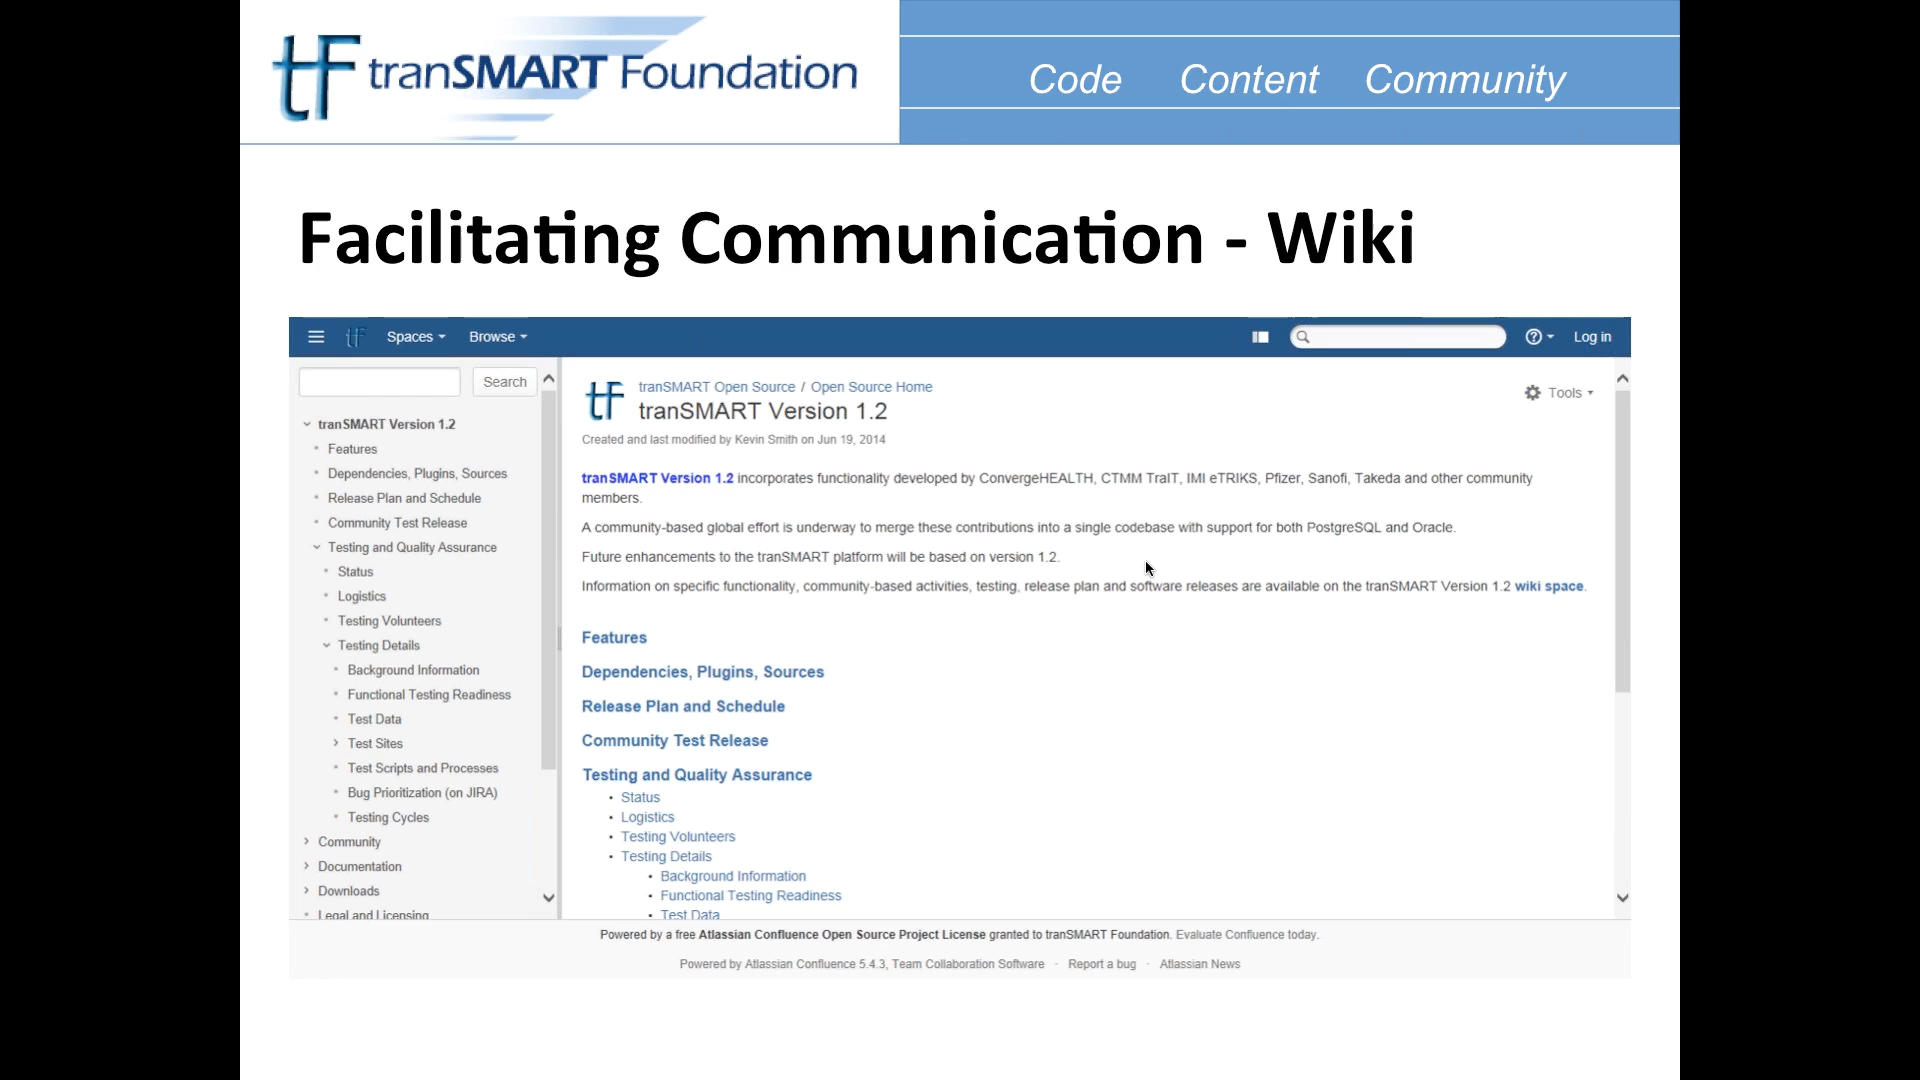 tF tranSMART Foundation
Code Content Community
Facilitating Communication - Wiki
tF Spaces Browse Log in
Search
tranSMART Version 1.2
Features
Dependencies, Plugins, Sources
Release Plan and Schedule
Community Test Release
Testing and Quality Assurance
Status
Logistics
Testing Volunteers
Testing Details
Background Information
Functional Testing Readiness
Test Data
Test Sites
Test Scripts and Processes
Bug Prioritization (on JIRA)
Testing Cycles
Community
Documentation
Downloads
Legal and Licensing
tF
tranSMART Open Source / Open Source Home
tranSMART Version 1.2
Tools
Created and last modified by Kevin Smith on Jun 19, 2014
tranSMART Version 1.2 incorporates functionality developed by ConvergeHEALTH, CTMM TraIT, IMI eTRIKS, Pfizer, Sanofi, Takeda and other community
members.
A community-based global effort is underway to merge these contributions into a single codebase with support for both PostgreSQL and Oracle.
Future enhancements to the tranSMART platform will be based on version 1.2.
Information on specific functionality, community-based activities, testing, release plan and software releases are available on the tranSMART Version 1.2 wiki space.
Features
Dependencies, Plugins, Sources
Release Plan and Schedule
Community Test Release
Testing and Quality Assurance
• Status
• Logistics
• Testing Volunteers
• Testing Details
• Background Information
• Functional Testing Readiness
• Test Data
Powered by a free Atlassian Confluence Open Source Project License granted to tranSMART Foundation. Evaluate Confluence today.
Powered by Atlassian Confluence 5.4.3, Team Collaboration Software · Report a bug · Atlassian News